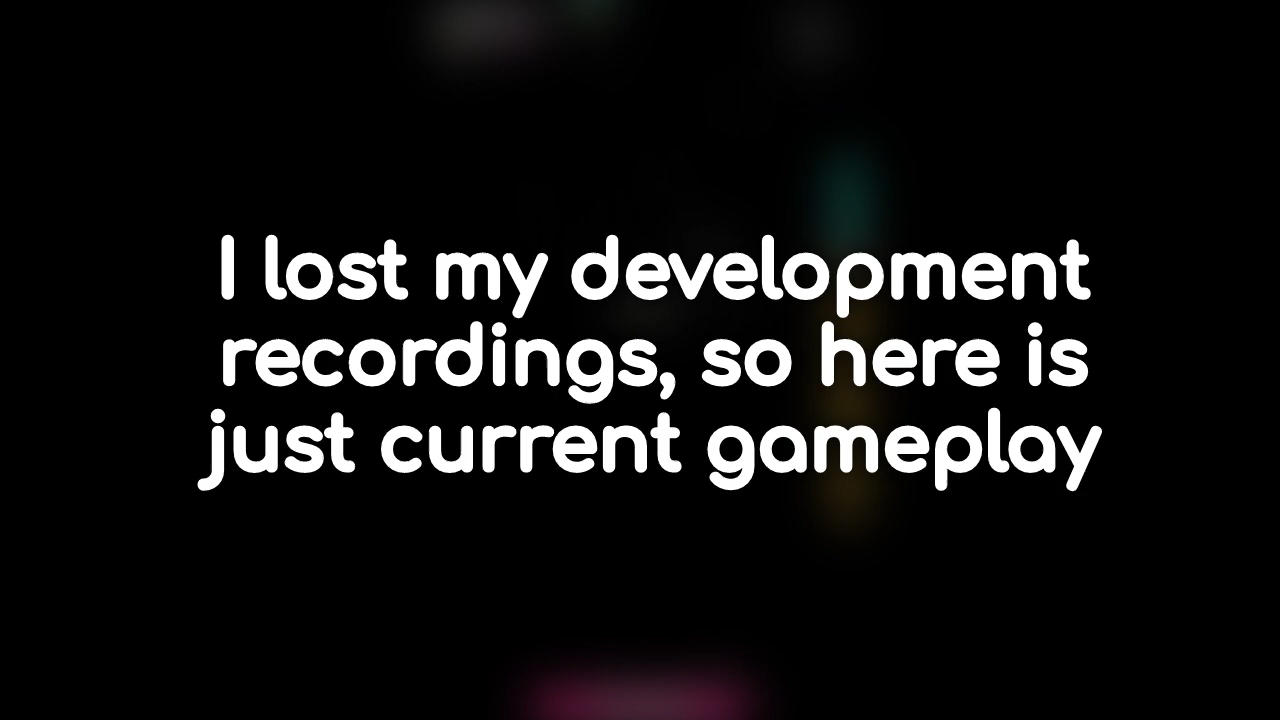 I lost my development
recordings, so here is
just current gameplay